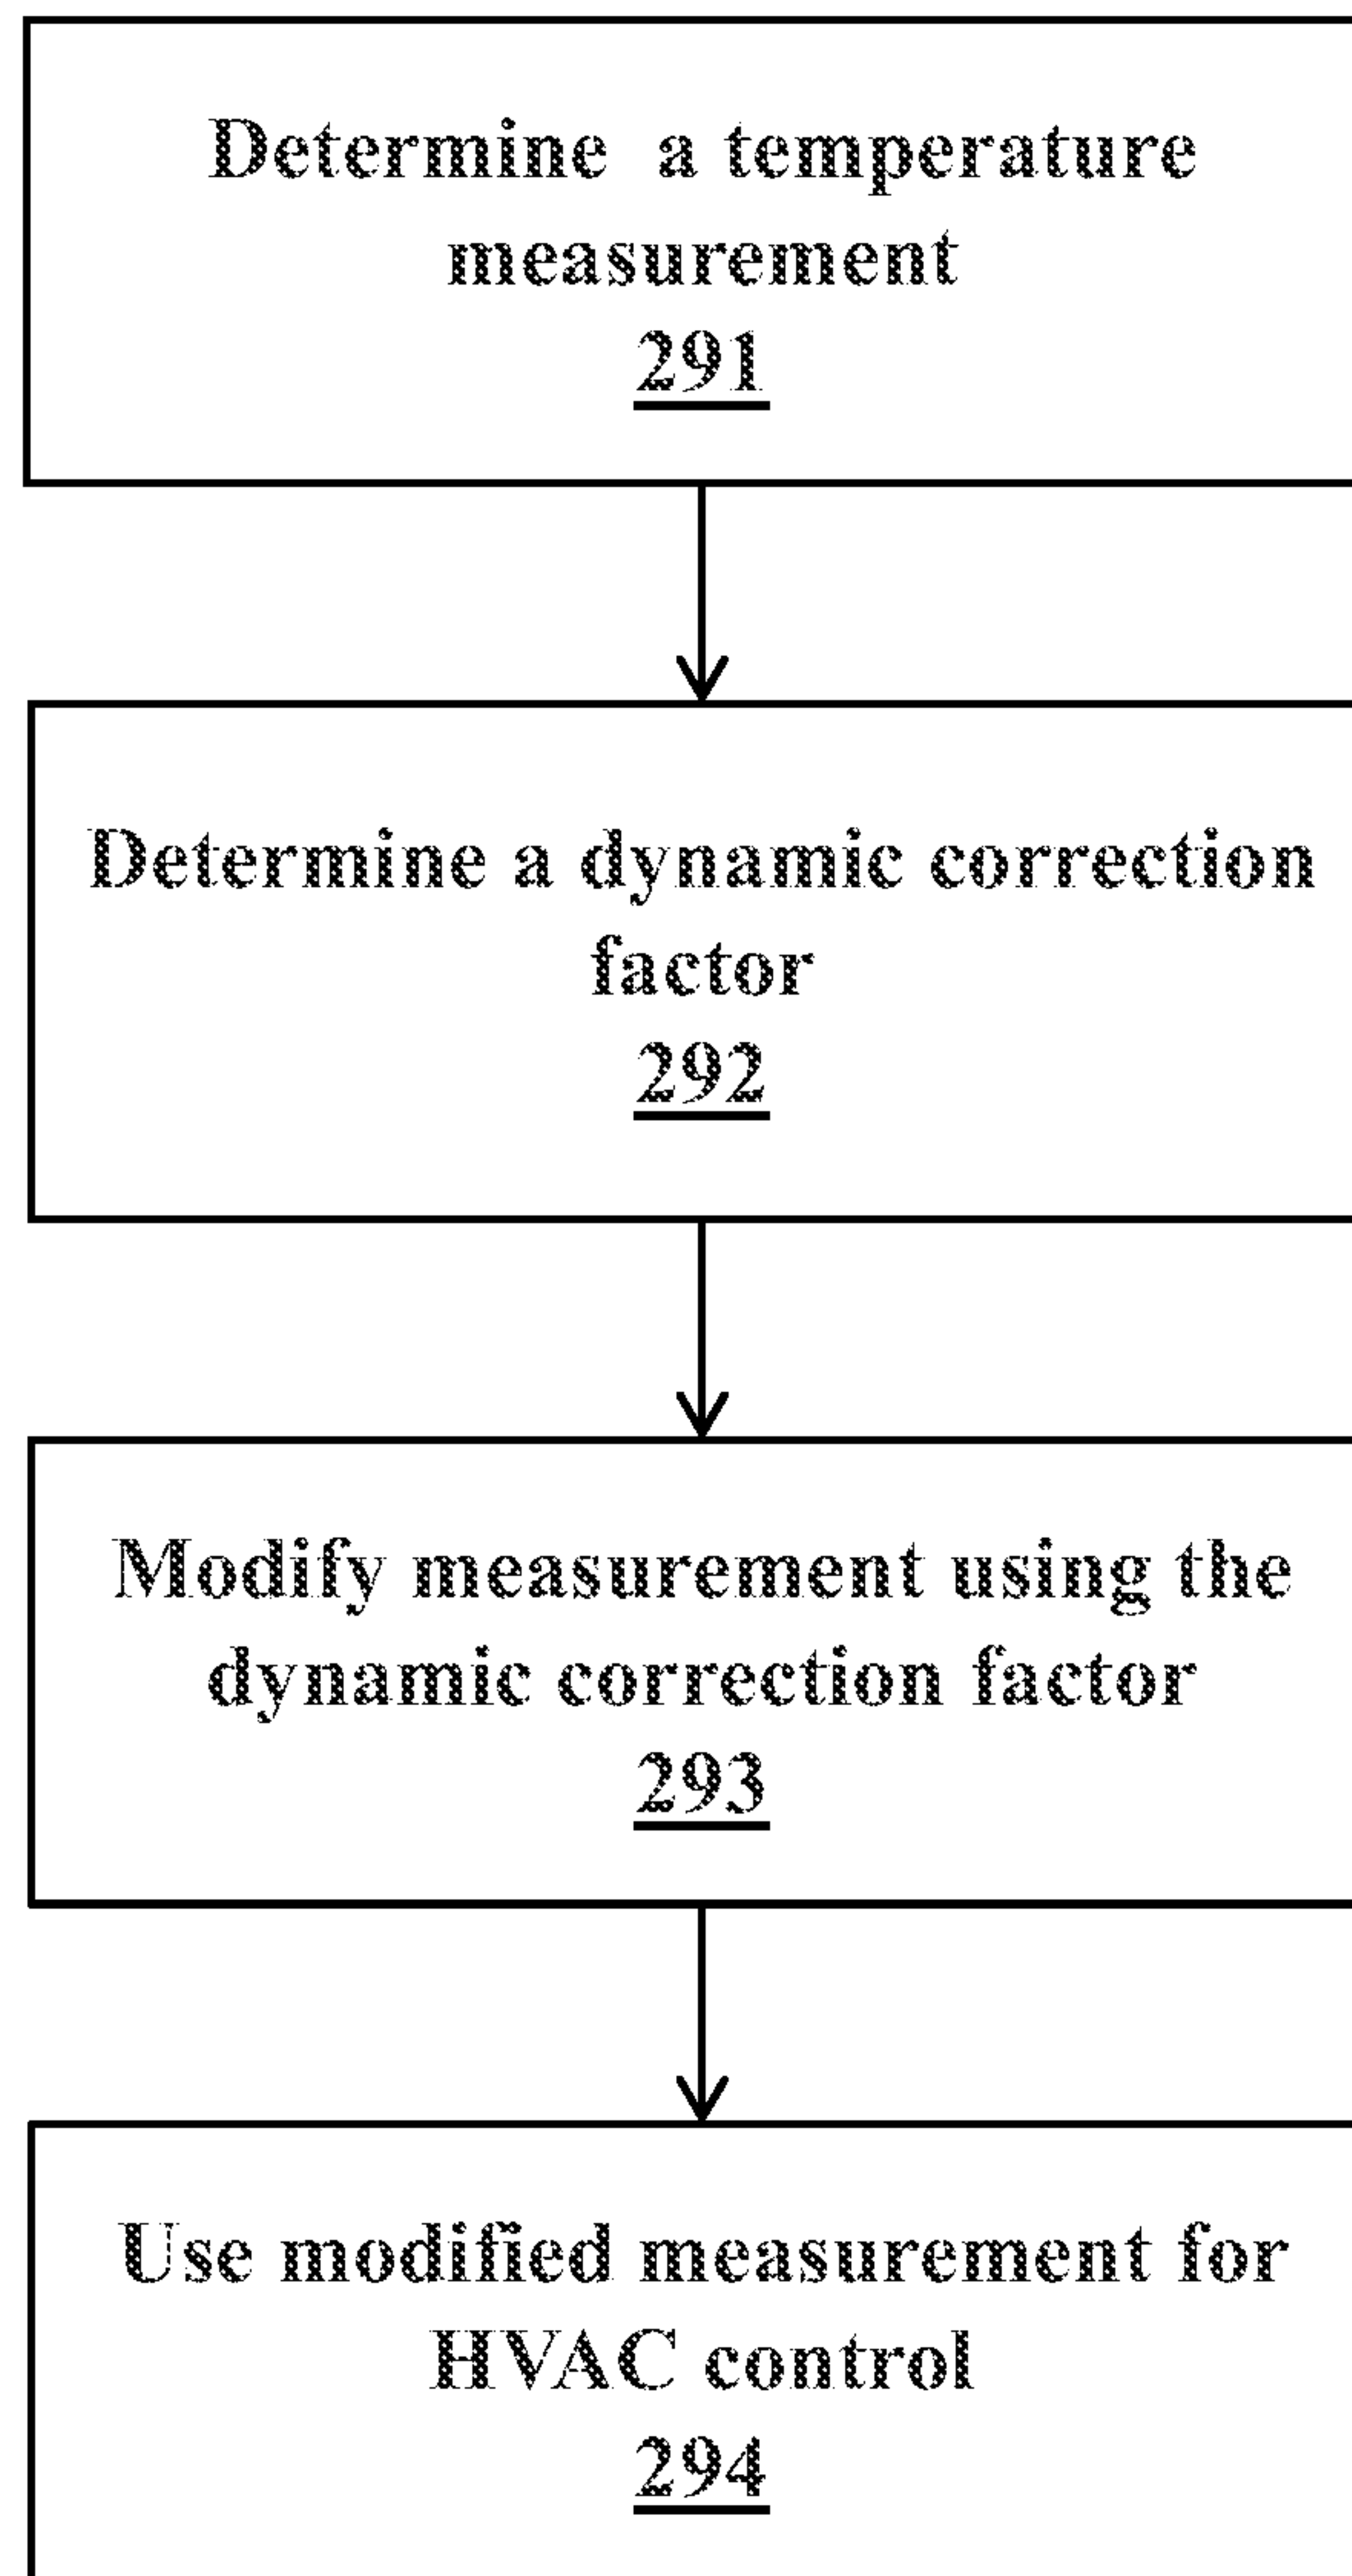 Determine a temperature
measurement
291
Determine a dynamic correction
factor
292
Modify measurement using the
dynamic correction factor
293
Use modified measurement for
HVAC control
294